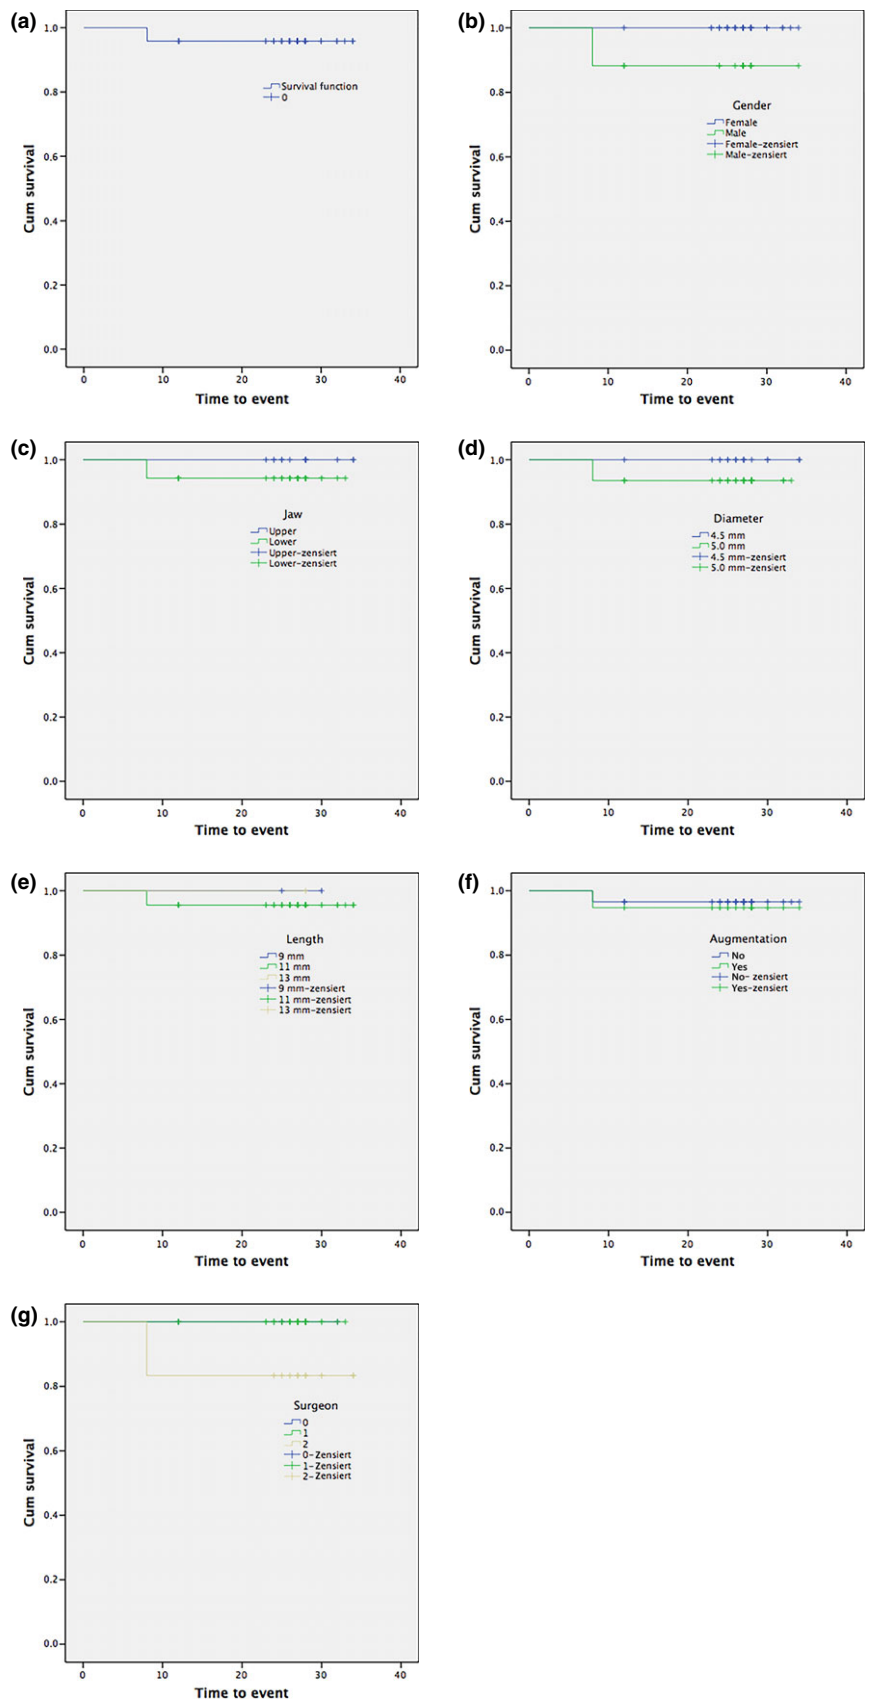 (a)
1.0
0.8
0.6
0.4
0.2
0.0
Cum survival
Survival function
0
0 10 20 30 40
Time to event
(b)
1.0
0.8
0.6
0.4
0.2
0.0
Cum survival
Gender
Female
Male
Female-zensiert
Male-zensiert
0 10 20 30 40
Time to event
(c)
1.0
0.8
0.6
0.4
0.2
0.0
Cum survival
Jaw
Upper
Lower
Upper-zensiert
Lower-zensiert
0 10 20 30 40
Time to event
(d)
1.0
0.8
0.6
0.4
0.2
0.0
Cum survival
Diameter
4.5 mm
5.0 mm
4.5 mm-zensiert
5.0 mm-zensiert
0 10 20 30 40
Time to event
(e)
1.0
0.8
0.6
0.4
0.2
0.0
Cum survival
Length
9 mm
11 mm
13 mm
9 mm-zensiert
11 mm-zensiert
13 mm-zensiert
0 10 20 30 40
Time to event
(f)
1.0
0.8
0.6
0.4
0.2
0.0
Cum survival
Augmentation
No
Yes
No- zensiert
Yes-zensiert
0 10 20 30 40
Time to event
(g)
1.0
0.8
0.6
0.4
0.2
0.0
Cum survival
Surgeon
0
1
2
0-Zensiert
1-Zensiert
2-Zensiert
0 10 20 30 40
Time to event